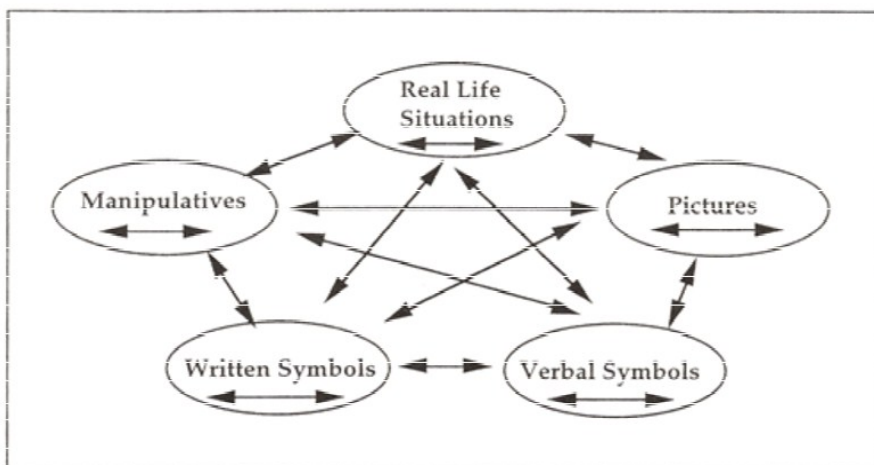 Real Life
Situations
Manipulatives
Pictures
Written Symbols
Verbal Symbols